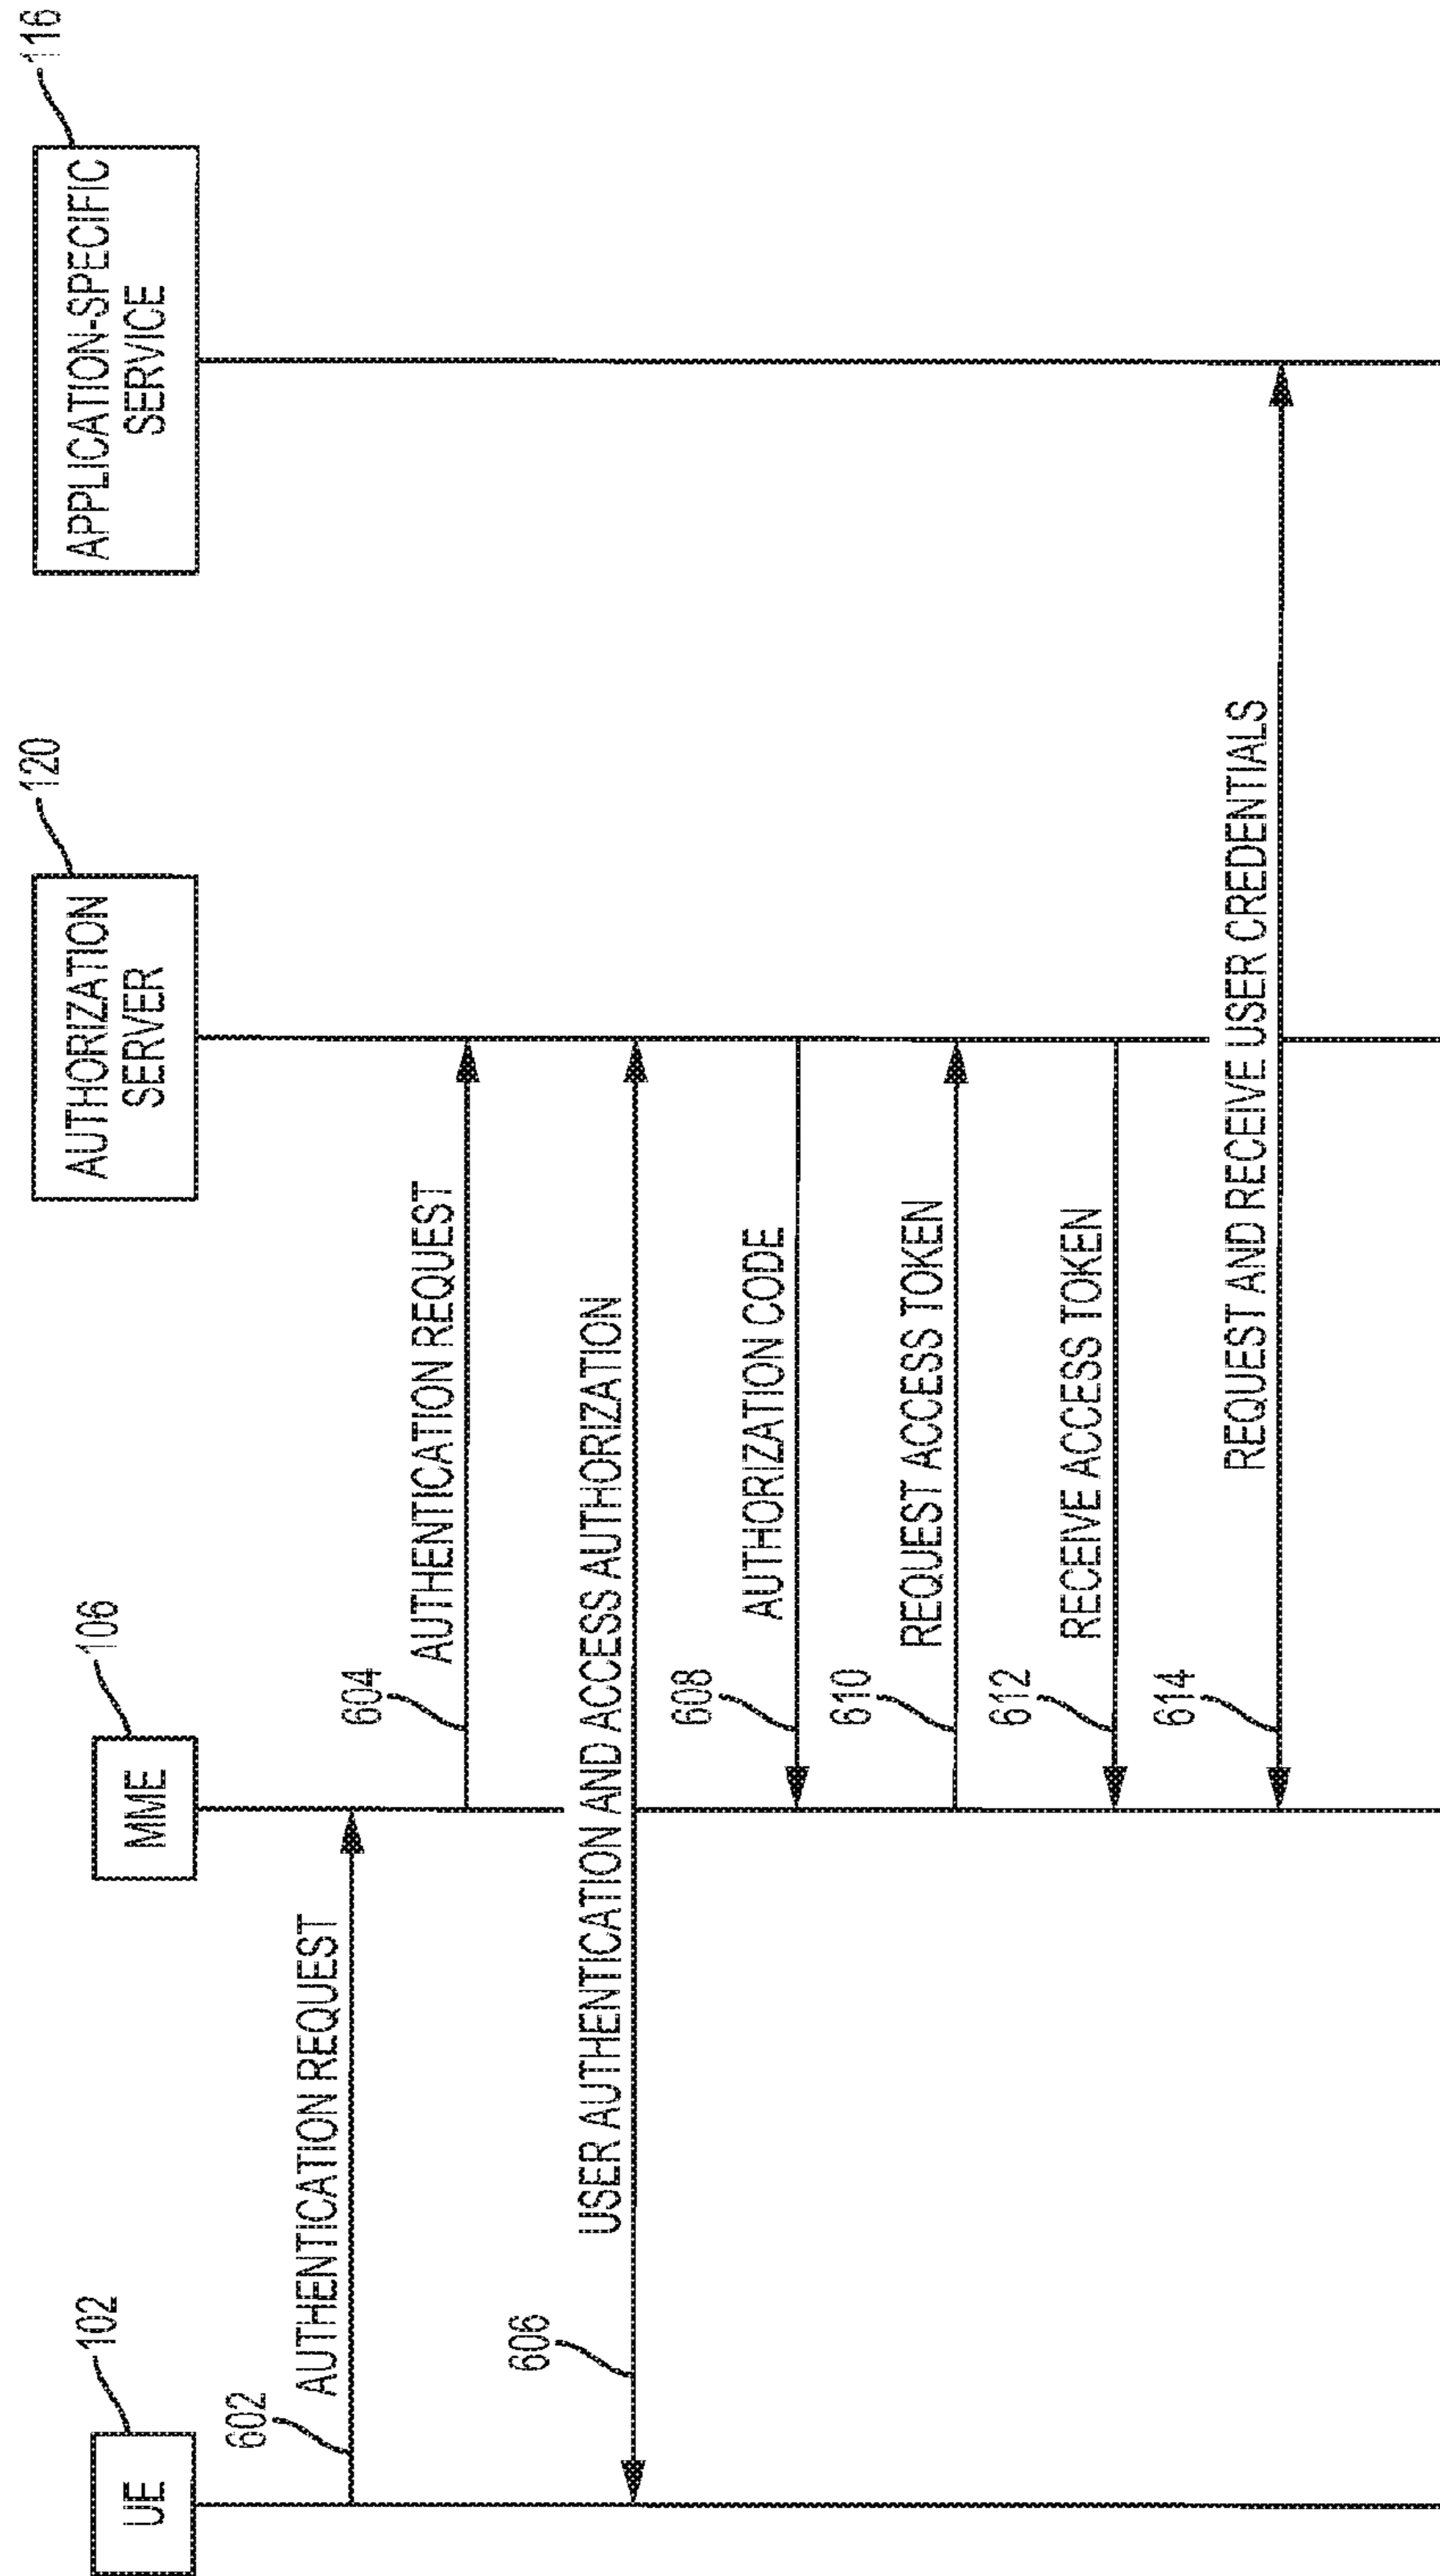 UE
102
MME
106
AUTHORIZATION
SERVER
120
APPLICATION-SPECIFIC
SERVICE
116
602
AUTHENTICATION REQUEST
604
AUTHENTICATION REQUEST
606
USER AUTHENTICATION AND ACCESS AUTHORIZATION
608
AUTHORIZATION CODE
610
REQUEST ACCESS TOKEN
612
RECEIVE ACCESS TOKEN
614
REQUEST AND RECEIVE USER CREDENTIALS